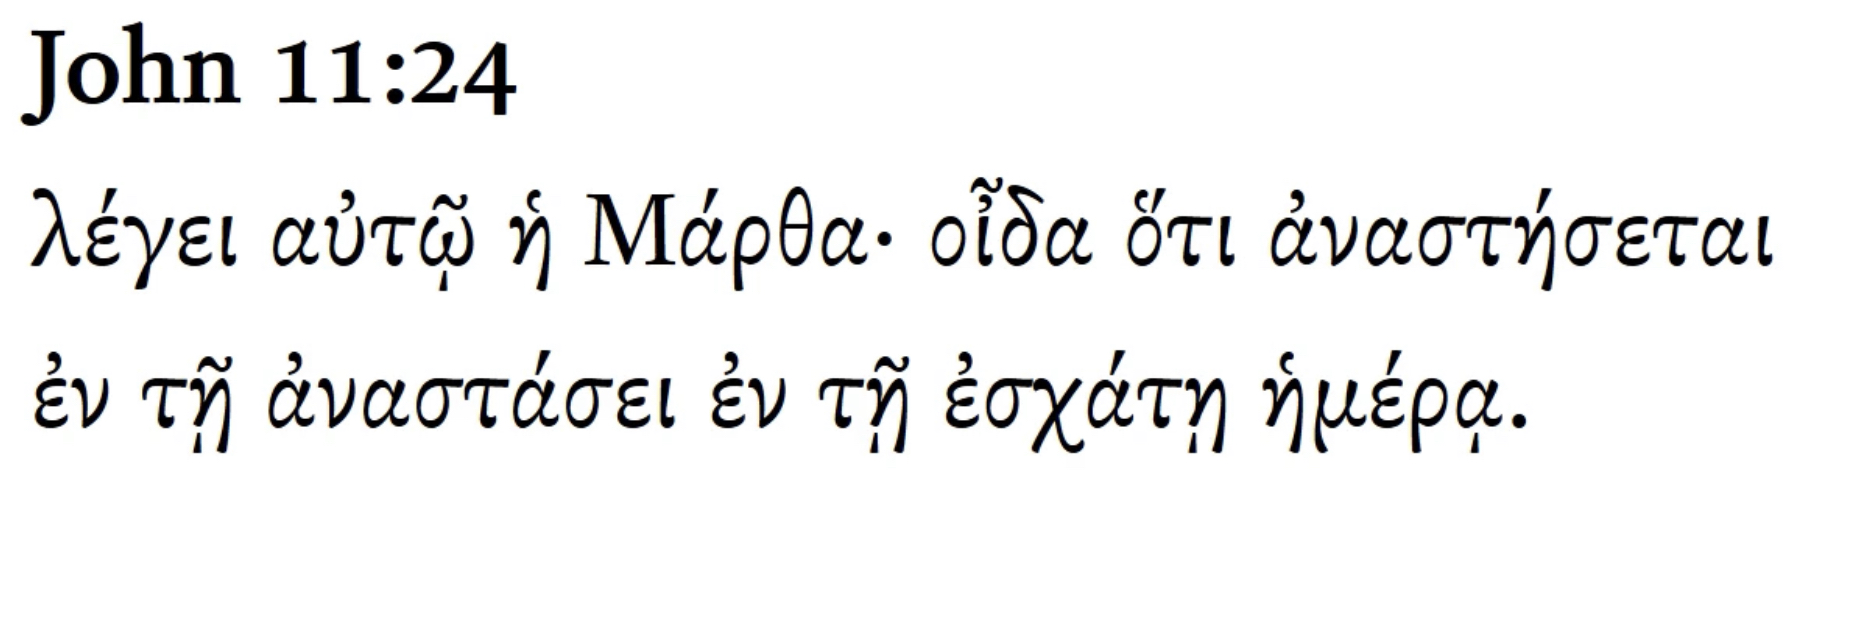 John 11:24
λέγει αὐτῷ ἡ Μάρθα· οἶδα ὅτι ἀναστήσεται
ἐν τῇ ἀναστάσει ἐν τῇ ἐσχάτῃ ἡμέρᾳ.